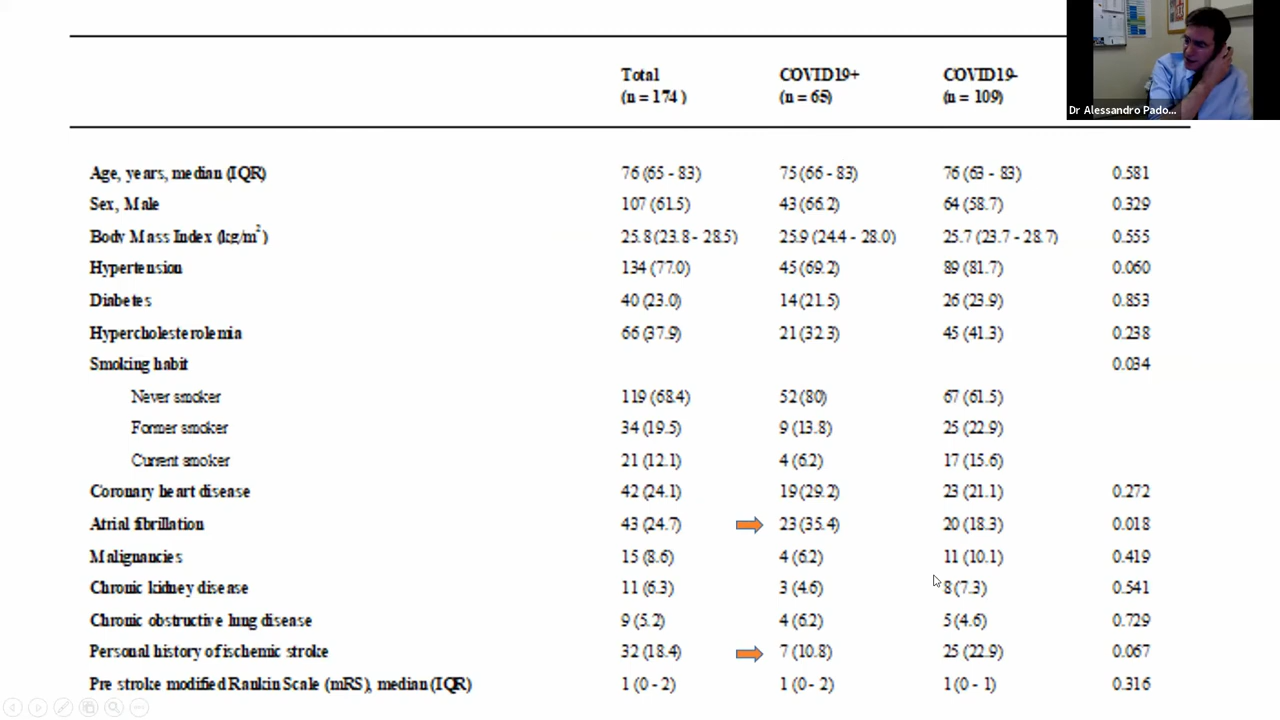 Total COVID19+ COVID19-
(n = 174 ) (n = 65) (n = 109)
Dr Alessandro Pado...
Age, years, median (IQR) 76 (65 - 83) 75 (66 - 83) 76 (63 - 83) 0.581
Sex, Male 107 (61.5) 43 (66.2) 64 (58.7) 0.329
Body Mass Index (kg/m2) 25.8 (23.8 - 28.5) 25.9 (24.4 - 28.0) 25.7 (23.7 - 28.7) 0.555
Hypertension 134 (77.0) 45 (69.2) 89 (81.7) 0.060
Diabetes 40 (23.0) 14 (21.5) 26 (23.9) 0.853
Hypercholesterolemia 66 (37.9) 21 (32.3) 45 (41.3) 0.238
Smoking habit 0.034
Never smoker 119 (68.4) 52 (80) 67 (61.5)
Former smoker 34 (19.5) 9 (13.8) 25 (22.9)
Current smoker 21 (12.1) 4 (6.2) 17 (15.6)
Coronary heart disease 42 (24.1) 19 (29.2) 23 (21.1) 0.272
Atrial fibrillation 43 (24.7) 23 (35.4) 20 (18.3) 0.018
Malignancies 15 (8.6) 4 (6.2) 11 (10.1) 0.419
Chronic kidney disease 11 (6.3) 3 (4.6) 8 (7.3) 0.541
Chronic obstructive lung disease 9 (5.2) 4 (6.2) 5 (4.6) 0.729
Personal history of ischemic stroke 32 (18.4) 7 (10.8) 25 (22.9) 0.067
Pre stroke modified Rankin Scale (mRS), median (IQR) 1 (0 - 2) 1 (0 - 2) 1 (0 - 1) 0.316